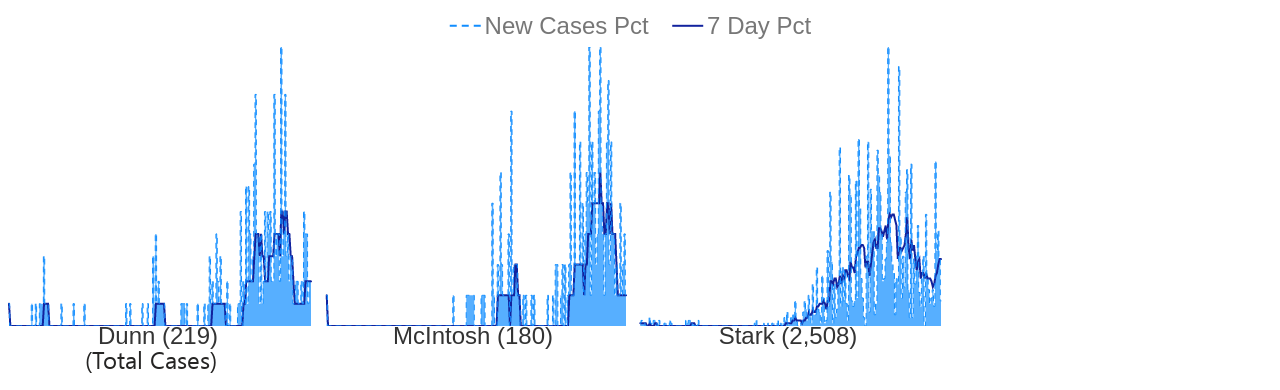 New Cases Pct 7 Day Pct
Dunn (219) McIntosh (180) Stark (2,508)
(Total Cases)